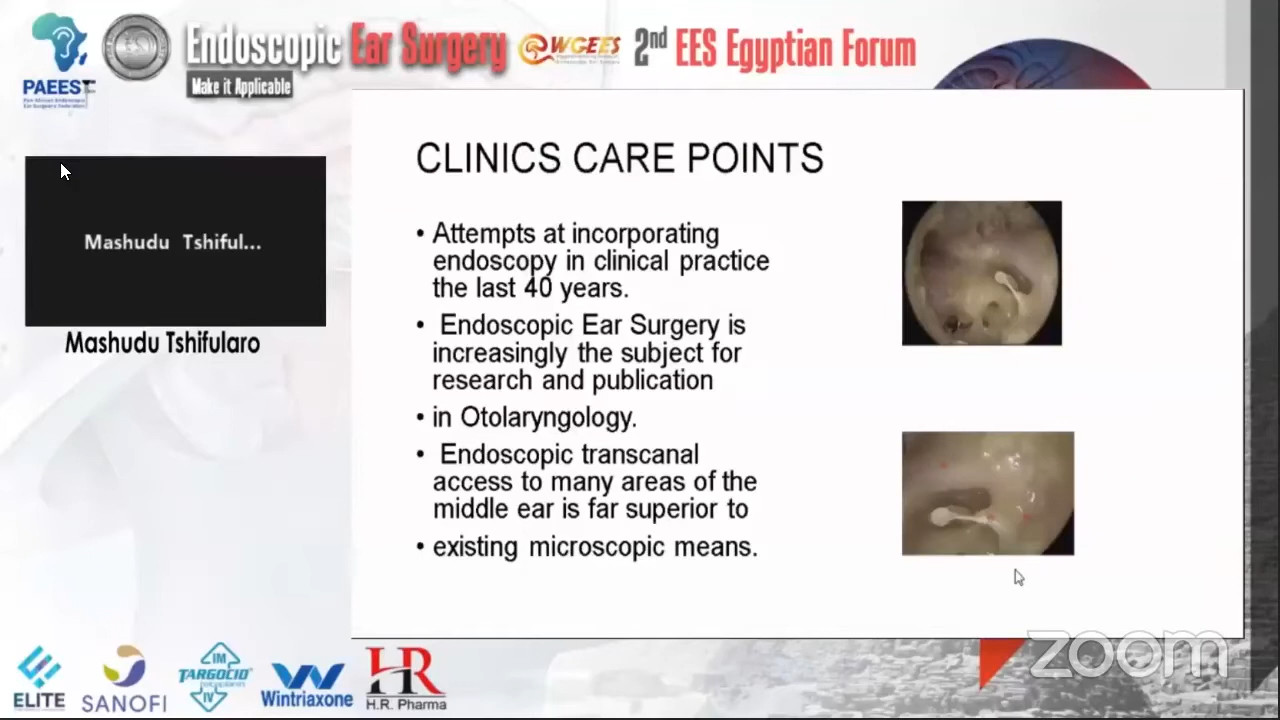 Endoscopic Ear Surgery
Make it Applicable
WGEES
2nd EES Egyptian Forum
PAEEST
Mashudu Tshiful...
Mashudu Tshifularo
CLINICS CARE POINTS
• Attempts at incorporating
endoscopy in clinical practice
the last 40 years.
• Endoscopic Ear Surgery is
increasingly the subject for
research and publication
• in Otolaryngology.
• Endoscopic transcanal
access to many areas of the
middle ear is far superior to
• existing microscopic means.
ELITE
SANOFI
IM
TARGOCID
IV
Wintriaxone
HR
H.R. Pharma
zoom